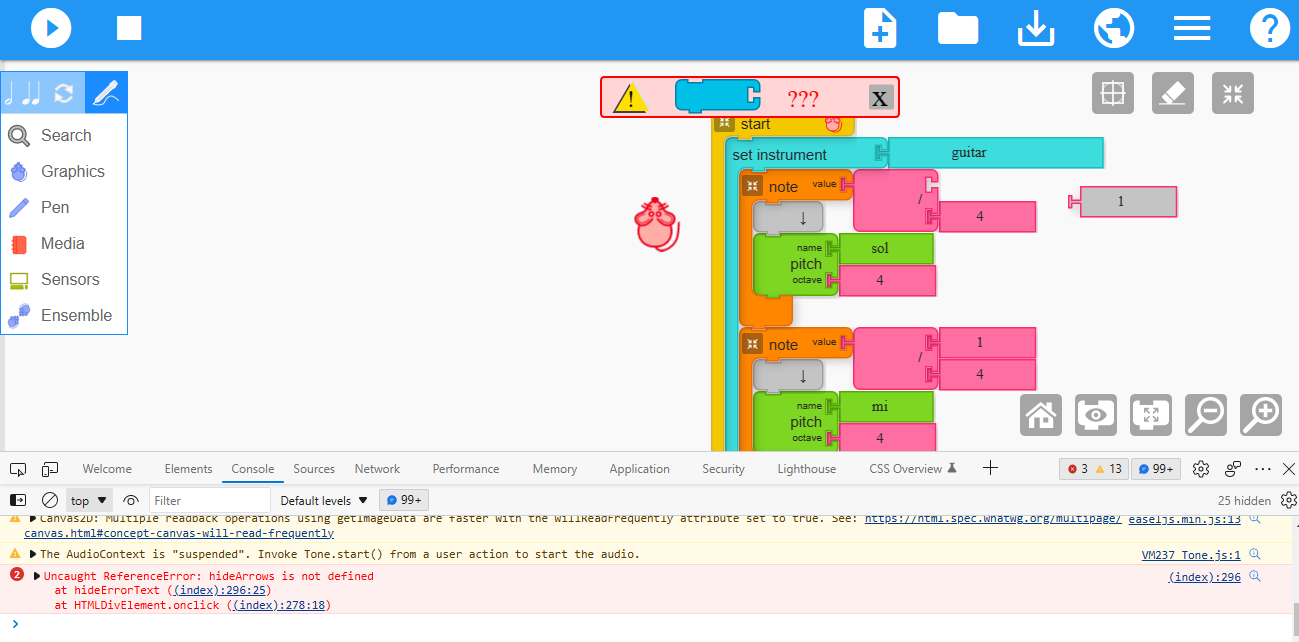 ???
X
start
set instrument
guitar
Search
Graphics
Pen
Media
Sensors
Ensemble
note
value
/
1
4
↓
name
sol
pitch
octave
4
note
value
/
1
4
↓
name
mi
pitch
octave
4
Welcome
Elements
Console
Sources
Network
Performance
Memory
Application
Security
Lighthouse
CSS Overview
3
13
99+
top
Filter
Default levels
99+
25 hidden
Canvas2D: Multiple readback operations using getImageData are faster with the willReadFrequently attribute set to true. See: https://html.spec.whatwg.org/multipage/ easeljs.min.js:13
canvas.html#concept-canvas-will-read-frequently
The AudioContext is "suspended". Invoke Tone.start() from a user action to start the audio. VM237 Tone.js:1
2 Uncaught ReferenceError: hideArrows is not defined (index):296
at hideErrorText ((index):296:25)
at HTMLDivElement.onclick ((index):278:18)